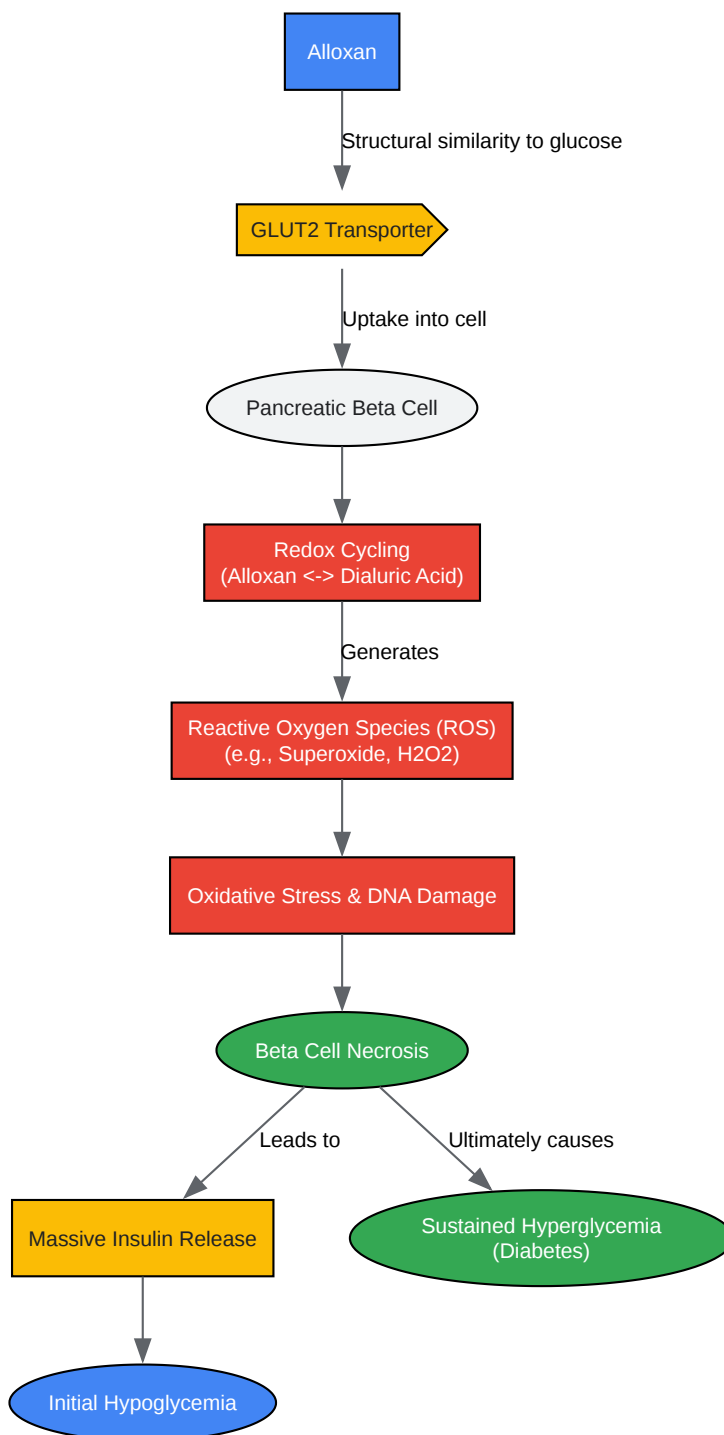 Alloxan
Structural similarity to glucose
GLUT2 Transporter
Uptake into cell
Pancreatic Beta Cell
Redox Cycling
(Alloxan <-> Dialuric Acid)
Generates
Reactive Oxygen Species (ROS)
(e.g., Superoxide, H2O2)
Oxidative Stress & DNA Damage
Beta Cell Necrosis
Leads to
Ultimately causes
Massive Insulin Release
Sustained Hyperglycemia
(Diabetes)
Initial Hypoglycemia